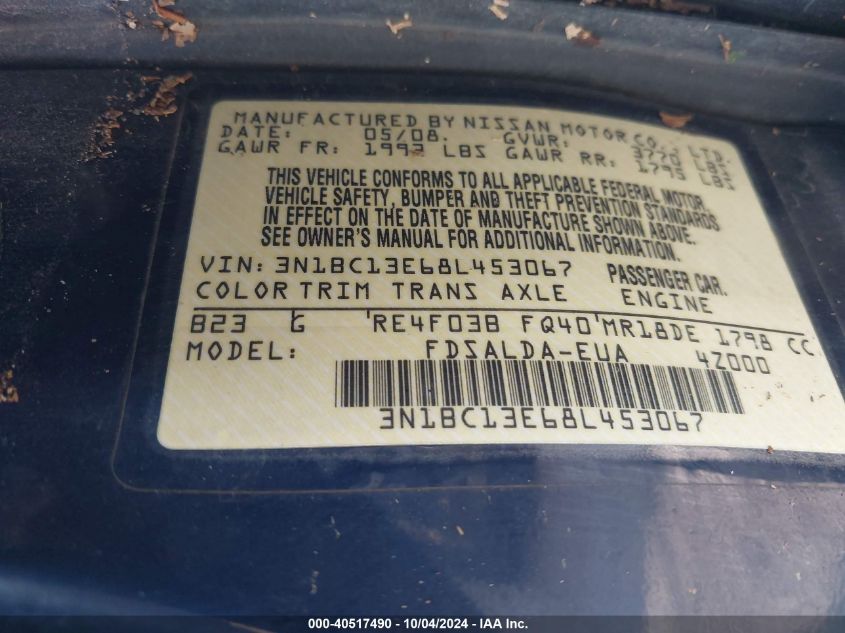 MANUFACTURED BY NISSAN MOTOR CO., LTD.
DATE: 05/08. GVWR: 3770 LBS
GAWR FR: 1993 LBS GAWR RR: 1795 LBS
THIS VEHICLE CONFORMS TO ALL APPLICABLE FEDERAL MOTOR
VEHICLE SAFETY, BUMPER AND THEFT PREVENTION STANDARDS
IN EFFECT ON THE DATE OF MANUFACTURE SHOWN ABOVE.
SEE OWNER'S MANUAL FOR ADDITIONAL INFORMATION.
VIN: 3N1BC13E68L453067 PASSENGER CAR.
COLOR TRIM TRANS AXLE ENGINE
B23 G 'RE4F03B FQ40'MR18DE 1798 CC
MODEL: FDSALDA-EUA 4Z000
3N1BC13E68L453067
000-40517490 - 10/04/2024 - IAA Inc.